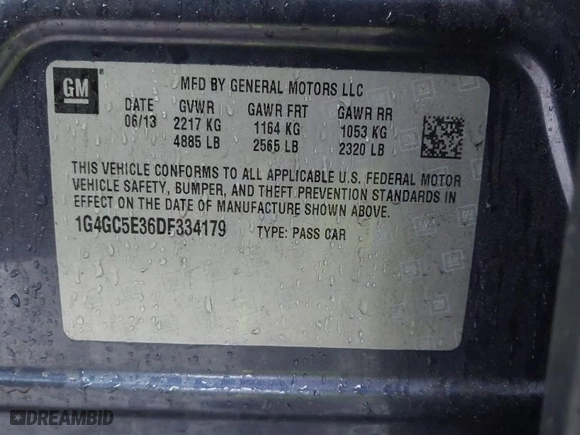 GM
MFD BY GENERAL MOTORS LLC
DATE GVWR GAWR FRT GAWR RR
06/13 2217 KG 1164 KG 1053 KG
4885 LB 2565 LB 2320 LB
THIS VEHICLE CONFORMS TO ALL APPLICABLE U.S. FEDERAL MOTOR
VEHICLE SAFETY, BUMPER, AND THEFT PREVENTION STANDARDS IN
EFFECT ON THE DATE OF MANUFACTURE SHOWN ABOVE.
1G4GC5E36DF334179 TYPE: PASS CAR
DREAMBID